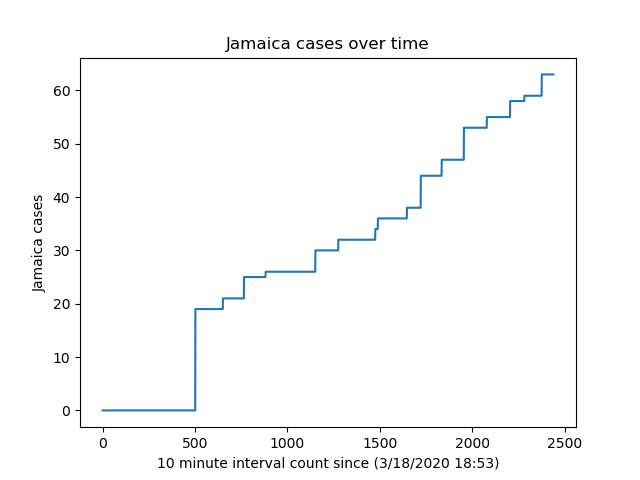 Jamaica cases over time
60
50
40
30
20
10
0
Jamaica cases
0 500 1000 1500 2000 2500
10 minute interval count since (3/18/2020 18:53)